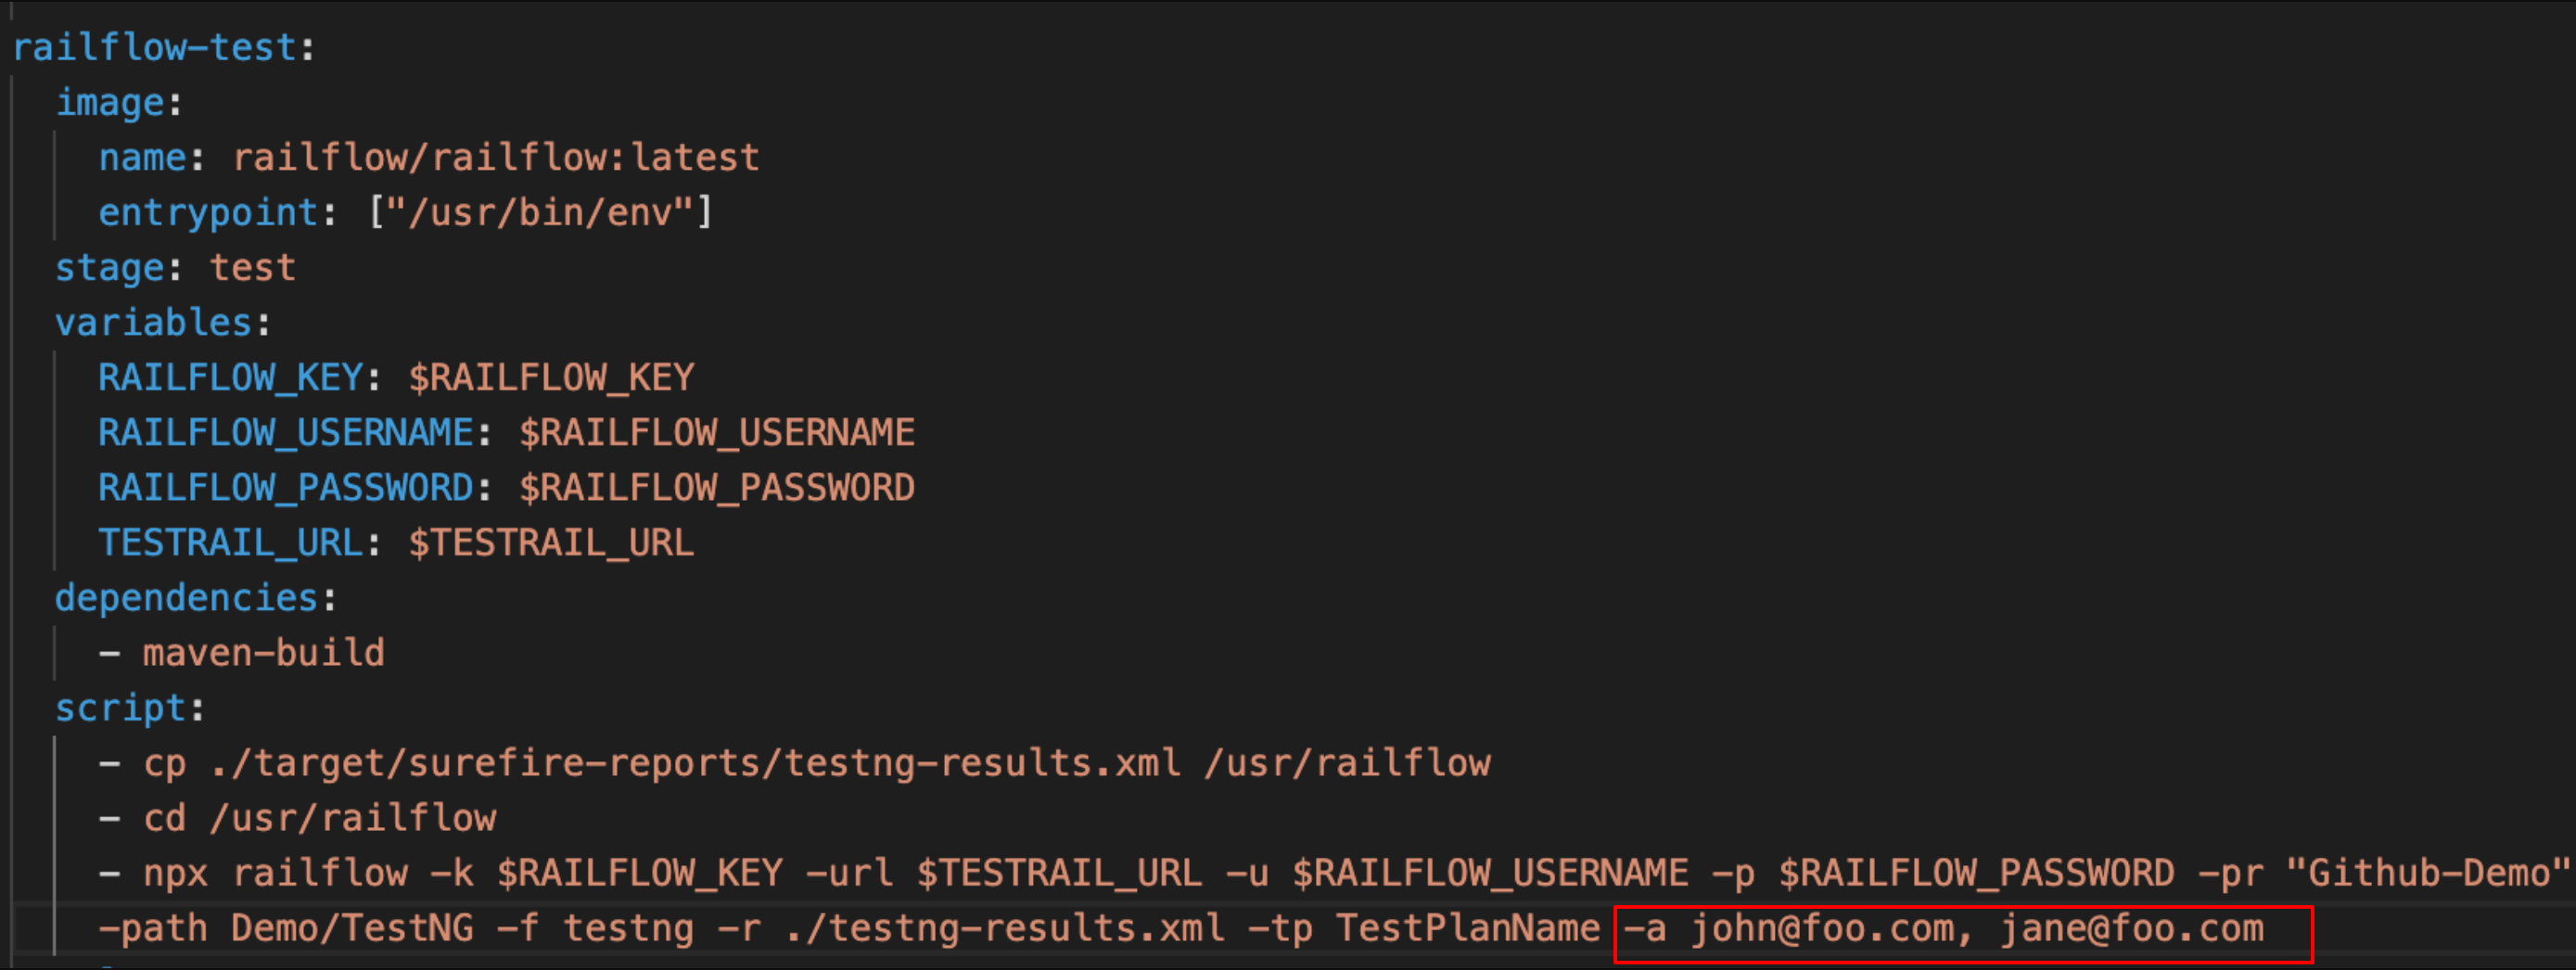 railflow-test:
image:
name: railflow/railflow:latest
entrypoint: ["/usr/bin/env"]
stage: test
variables:
RAILFLOW_KEY: $RAILFLOW_KEY
RAILFLOW_USERNAME: $RAILFLOW_USERNAME
RAILFLOW_PASSWORD: $RAILFLOW_PASSWORD
TESTRAIL_URL: $TESTRAIL_URL
dependencies:
- maven-build
script:
- cp ./target/surefire-reports/testng-results.xml /usr/railflow
- cd /usr/railflow
- npx railflow -k $RAILFLOW_KEY -url $TESTRAIL_URL -u $RAILFLOW_USERNAME -p $RAILFLOW_PASSWORD -pr "Github-Demo"
-path Demo/TestNG -f testng -r ./testng-results.xml -tp TestPlanName -a john@foo.com, jane@foo.com